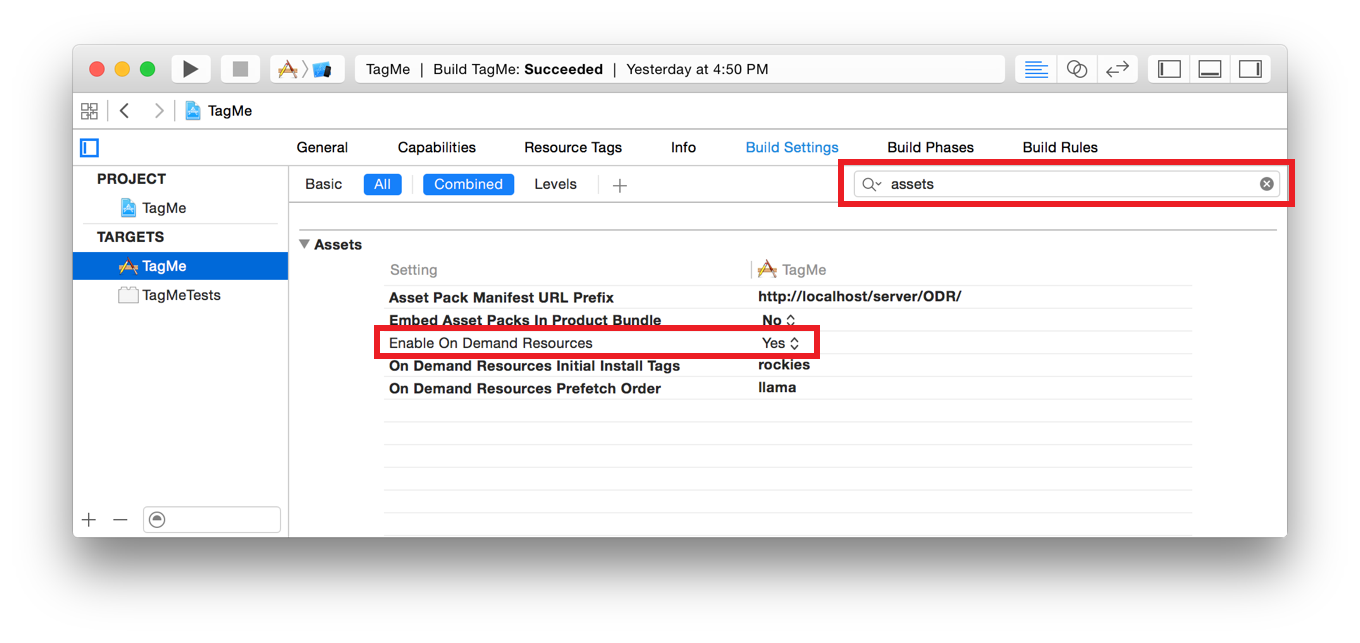 TagMe | Build TagMe: Succeeded | Yesterday at 4:50 PM
TagMe
General Capabilities Resource Tags Info Build Settings Build Phases Build Rules
PROJECT
TagMe
TARGETS
TagMe
TagMeTests
Basic All Combined Levels
assets
Assets
Setting TagMe
Asset Pack Manifest URL Prefix http://localhost/server/ODR/
Embed Asset Packs In Product Bundle No
Enable On Demand Resources Yes
On Demand Resources Initial Install Tags rockies
On Demand Resources Prefetch Order llama